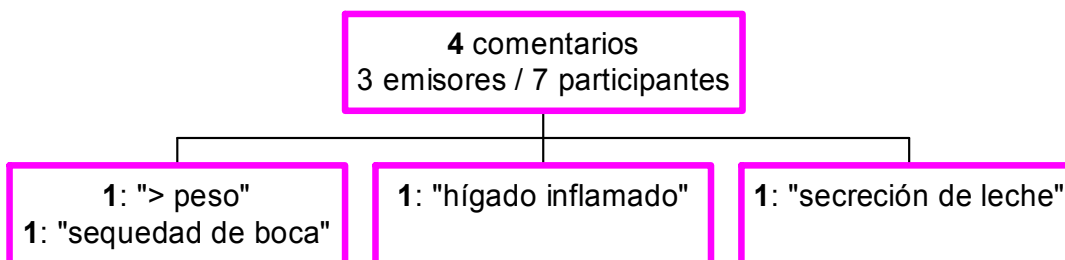 4 comentarios
3 emisores / 7 participantes
1: "> peso"
1: "sequedad de boca"
1: "hígado inflamado"
1: "secreción de leche"